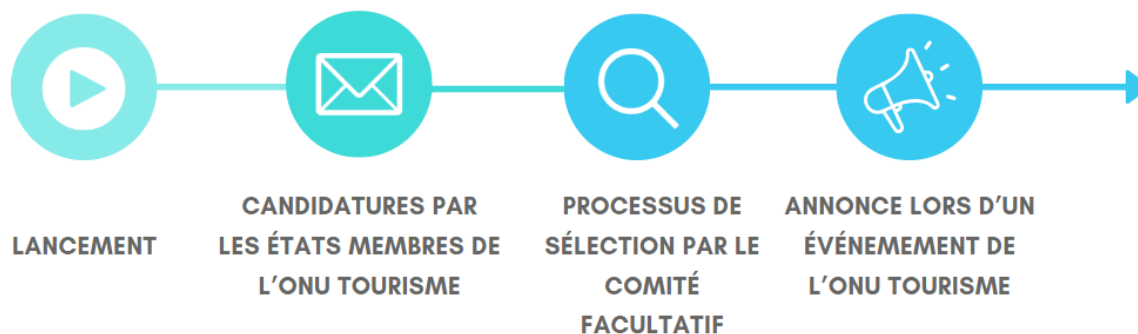 LANCEMENT
CANDIDATURES PAR
LES ÉTATS MEMBRES DE
L'ONU TOURISME
PROCESSUS DE
SÉLECTION PAR LE
COMITÉ
FACULTATIF
ANNONCE LORS D'UN
ÉVÉNEMEMENT DE
L'ONU TOURISME